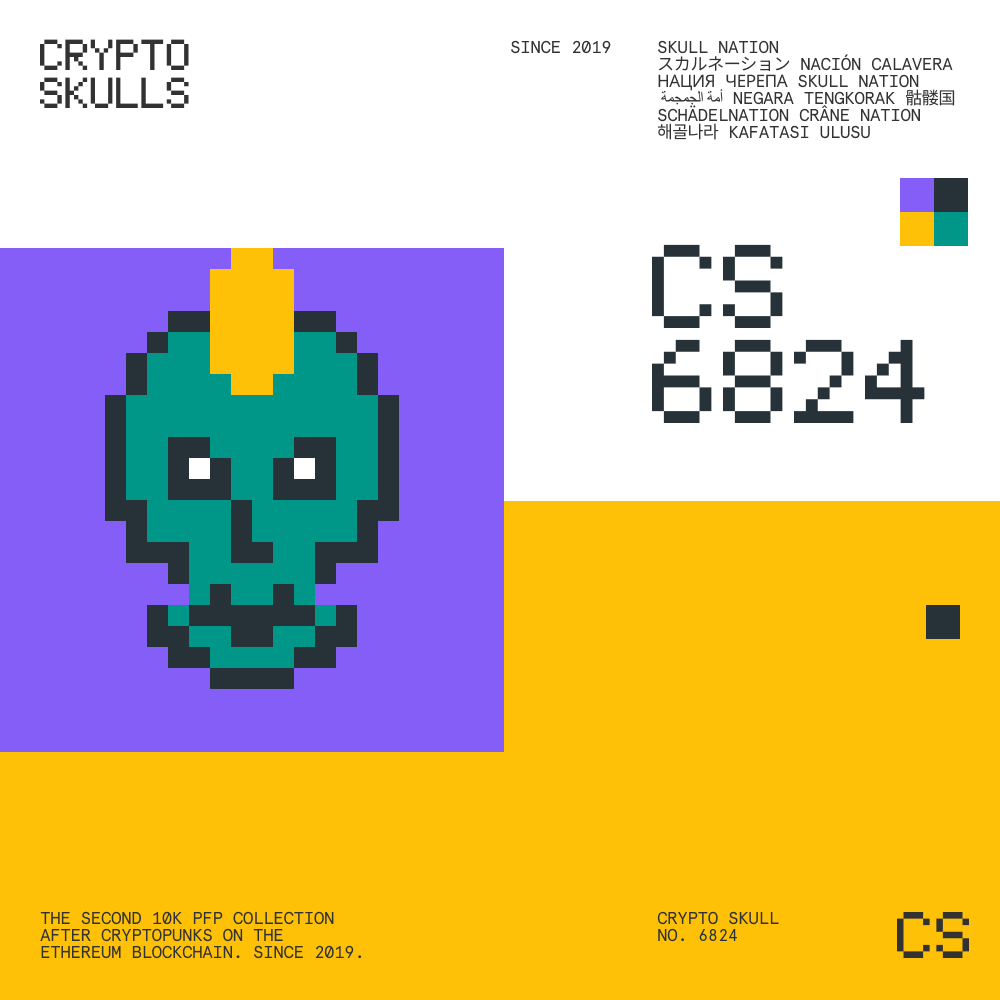 CRYPTO
SKULLS
SINCE 2019
SKULL NATION
スカルネーション NACIÓN CALAVERA
НАЦИЯ ЧЕРЕПА SKULL NATION
أمة الجمجمة NEGARA TENGKORAK 骷髅国
SCHÄDELNATION CRÂNE NATION
해골나라 KAFATASI ULUSU
CS
6824
THE SECOND 10K PFP COLLECTION
AFTER CRYPTOPUNKS ON THE
ETHEREUM BLOCKCHAIN. SINCE 2019.
CRYPTO SKULL
NO. 6824
CS